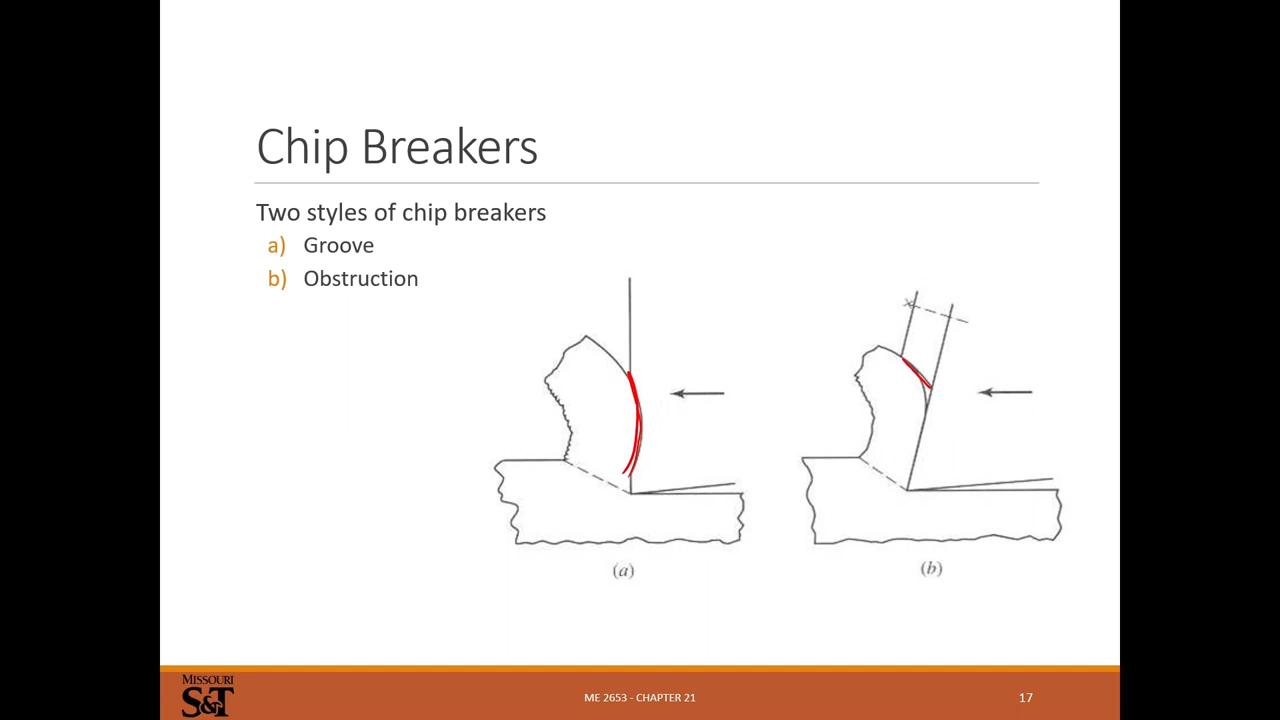 Chip Breakers
Two styles of chip breakers
a) Groove
b) Obstruction
(a)
(b)
MISSOURI
S&T
ME 2653 - CHAPTER 21
17